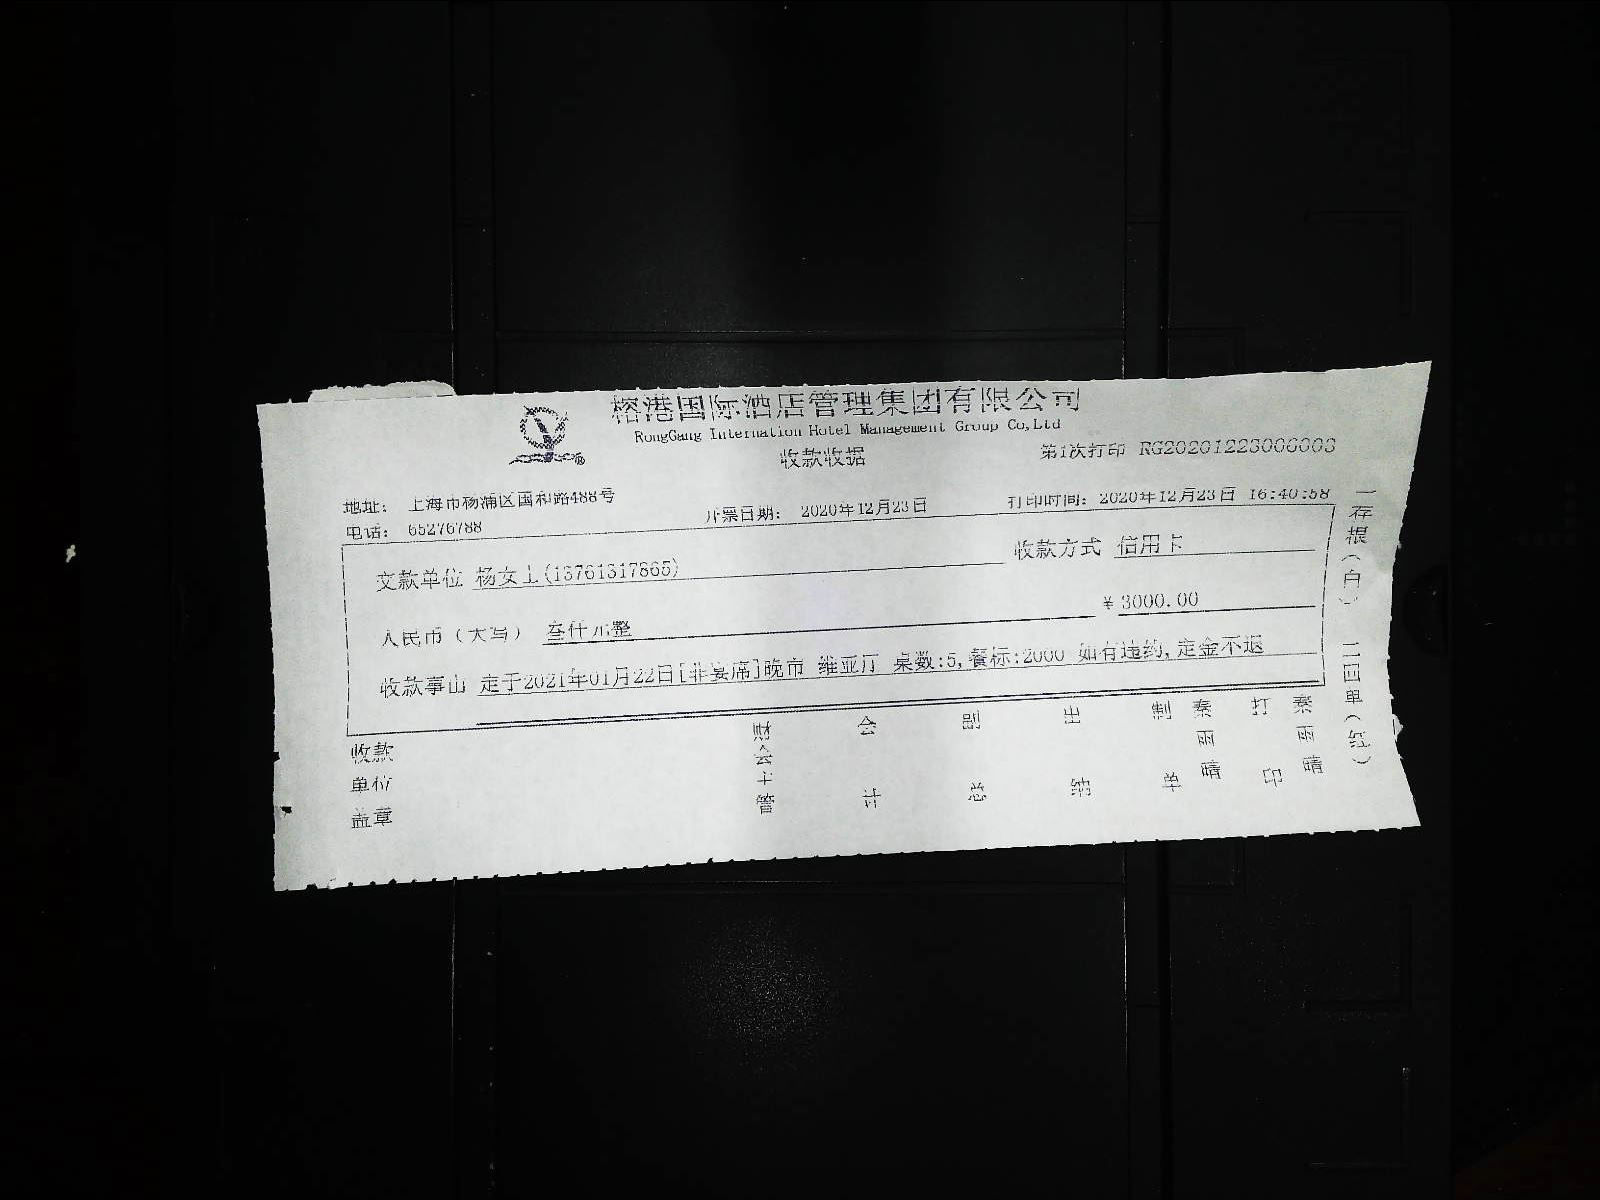 榕港国际酒店管理集团有限公司
RongGang Internation Hotel Management Group Co,Ltd
收款收据
第1次打印 RG20201223000003
地址： 上海市杨浦区国和路488号
电话： 65276788
开票日期： 2020年12月23日
打印时间：2020年12月23日 16:40:58
交款单位 杨女士(13761317865)
收款方式 信用卡
人民币（大写） 叁仟元整
¥ 3000.00
收款事由 定于2021年01月22日[非宴席]晚市 维亚厅 桌数:5,餐标:2000 如有违约,定金不退
收款单位盖章
财会主管
会计
副总
出纳
制单
秦雨晴
打印
秦雨晴
一存根（白） 二回单（红）